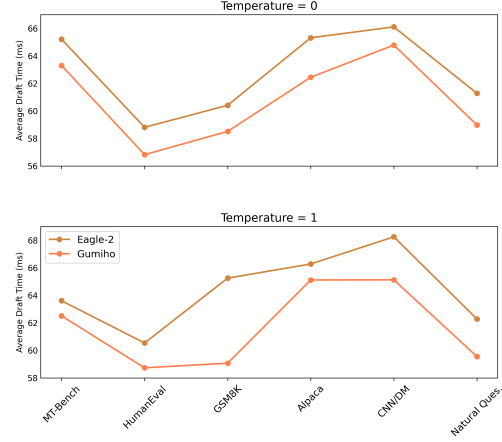 Temperature = 0
Average Draft Time (ms)
66
64
62
60
58
56
Temperature = 1
Average Draft Time (ms)
68
66
64
62
60
58
Eagle-2
Gumiho
MT-Bench
HumanEval
GSM8K
Alpaca
CNN/DM
Natural Ques.